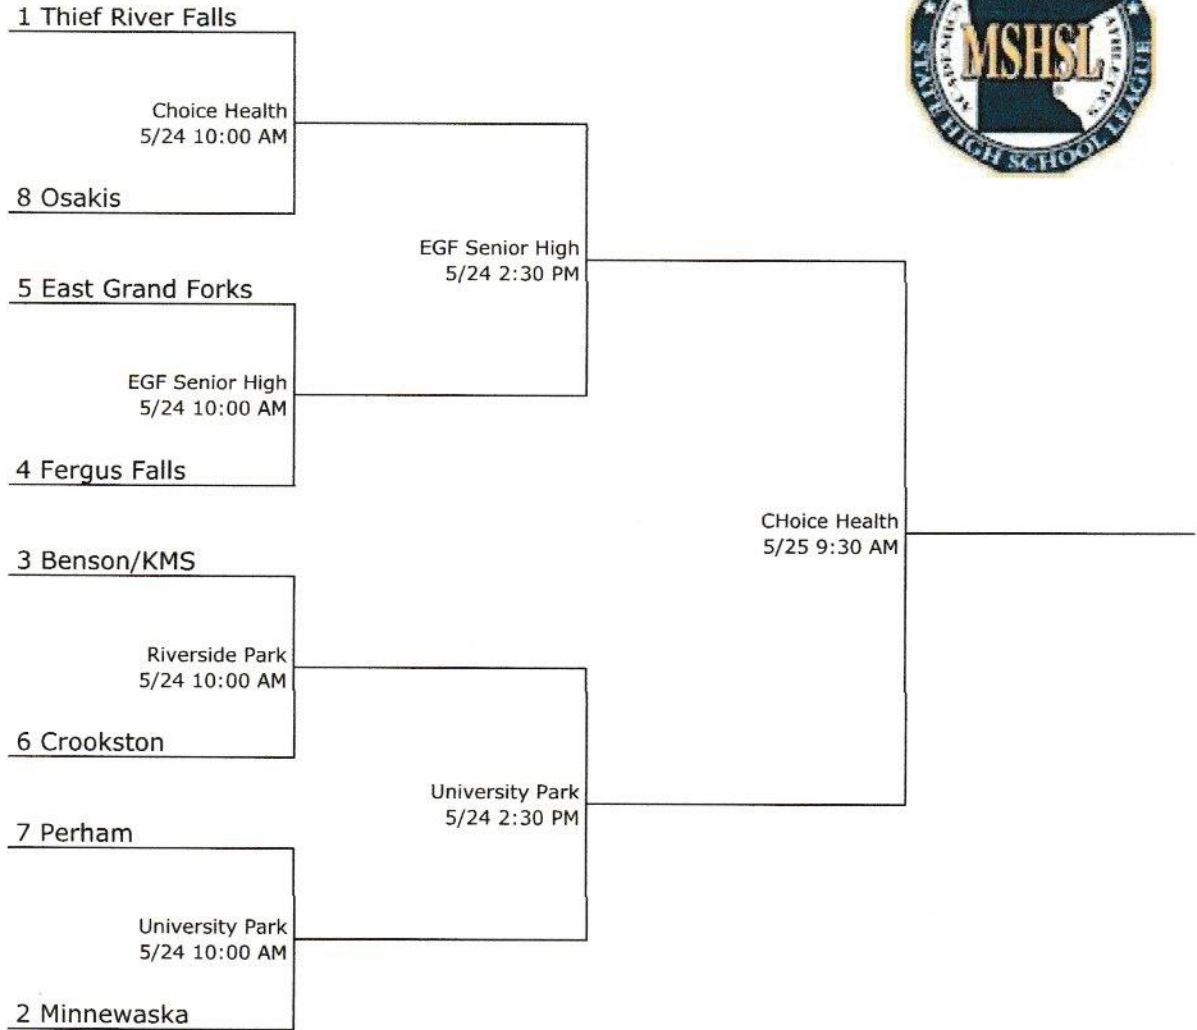 1 Thief River Falls
MSHSL
ACADEMICS
ATHLETICS
STATE HIGH SCHOOL LEAGUE
Choice Health
5/24 10:00 AM
8 Osakis
EGF Senior High
5/24 2:30 PM
5 East Grand Forks
EGF Senior High
5/24 10:00 AM
4 Fergus Falls
CHoice Health
5/25 9:30 AM
3 Benson/KMS
Riverside Park
5/24 10:00 AM
6 Crookston
University Park
5/24 2:30 PM
7 Perham
University Park
5/24 10:00 AM
2 Minnewaska